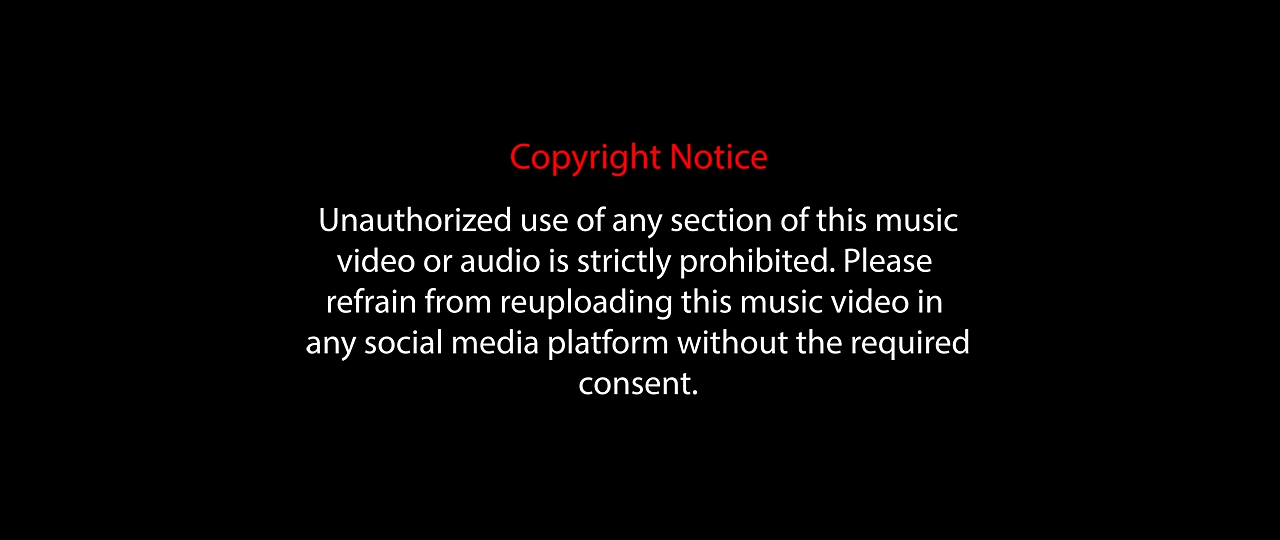 Copyright Notice
Unauthorized use of any section of this music
video or audio is strictly prohibited. Please
refrain from reuploading this music video in
any social media platform without the required
consent.